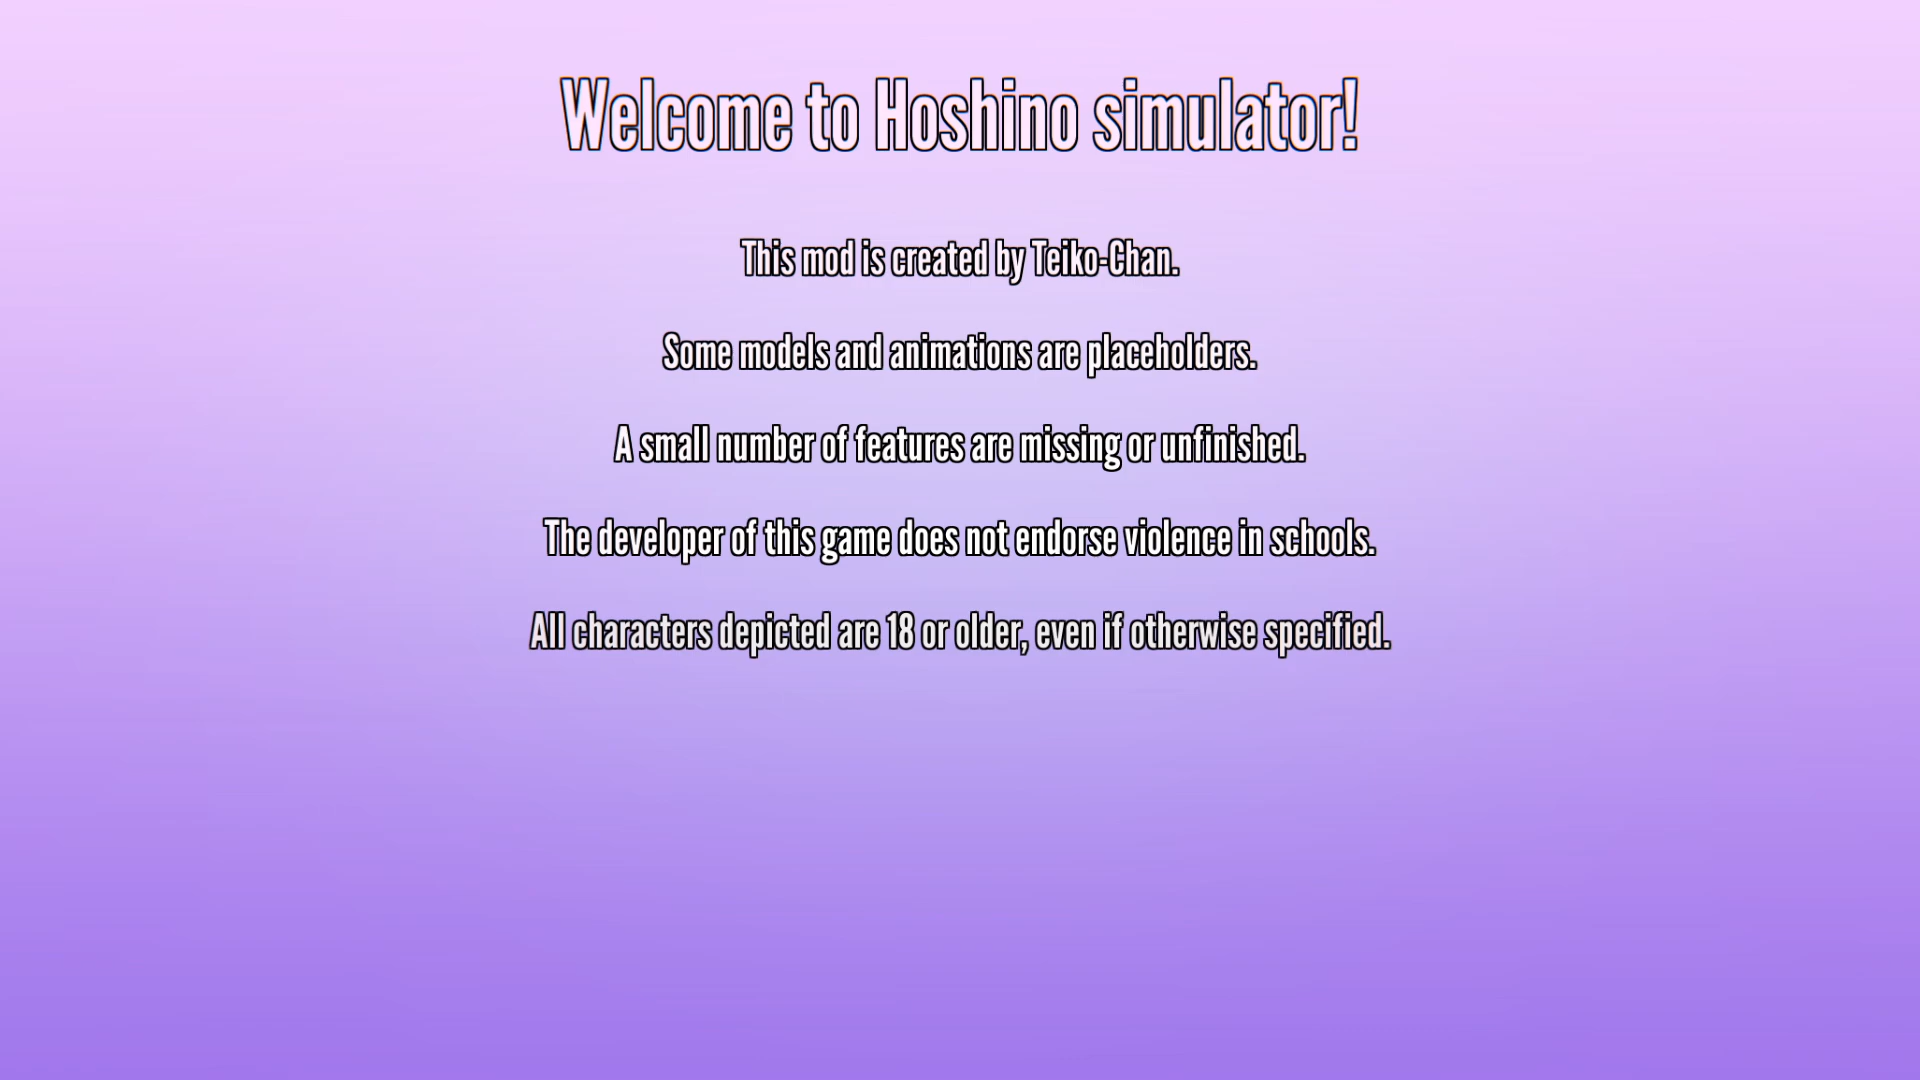 Welcome to Hoshino simulator!
This mod is created by Teiko-Chan.
Some models and animations are placeholders.
A small number of features are missing or unfinished.
The developer of this game does not endorse violence in schools.
All characters depicted are 18 or older, even if otherwise specified.